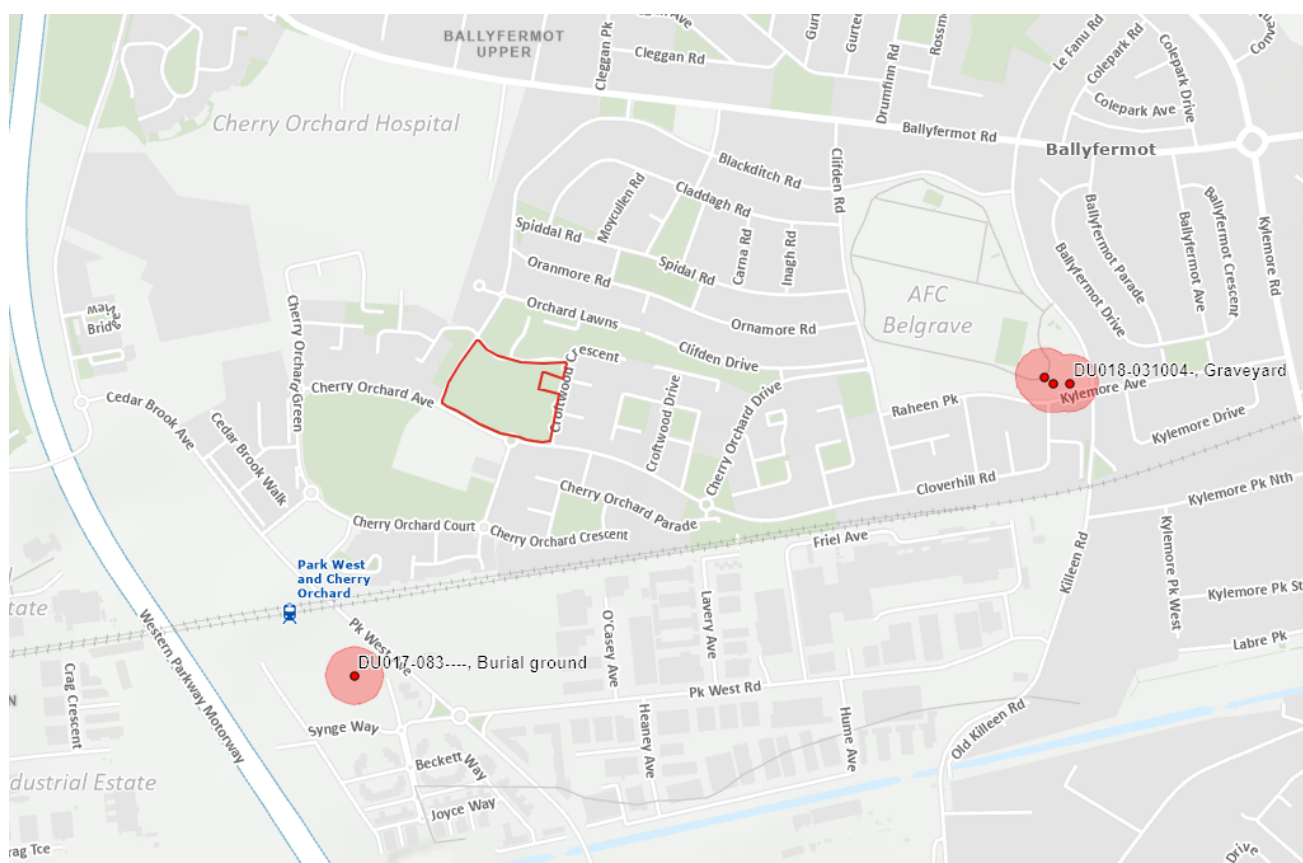 BALLYFERMOT
UPPER
Cleggan Pk
Cleggan Rd
Drumfinn Rd
Le Fanu Rd
Colepark Rd
Colepark Drive
Colepark Ave
Cherry Orchard Hospital
Ballyfermot Rd
Ballyfermot
Blackditch Rd
Clifden Rd
Claddagh Rd
Moycullen Rd
Spiddal Rd
Carna Rd
Inagh Rd
Spidal Rd
Oranmore Rd
Ballyfermot Parade
Ballyfermot Ave
Ballyfermot Crescent
Kylemore Rd
Ballyfermot Drive
AFC
Belgrave
Orchard Lawns
Ornamore Rd
Clifden Drive
Cherry Orchard Green
Cherry Orchard Ave
Croftwood Crescent
Croftwood Drive
Cherry Orchard Drive
DU018-031004-, Graveyard
Kylemore Ave
Raheen Pk
Kylemore Drive
Cedar Brook Ave
Cedar Brook Walk
Cloverhill Rd
Kylemore Pk Nth
Cherry Orchard Parade
Cherry Orchard Court
Cherry Orchard Crescent
Friel Ave
Killeen Rd
Kylemore Pk West
Park West
and Cherry
Orchard
Kylemore Pk St
Western Parkway Motorway
O'Casey Ave
Lavery Ave
Labre Pk
DU017-083----, Burial ground
Crag Crescent
Pk West Rd
Synge Way
Heaney Ave
Hume Ave
Old Killeen Rd
Beckett Way
Joyce Way
dustrial Estate
rag Tce
Drive